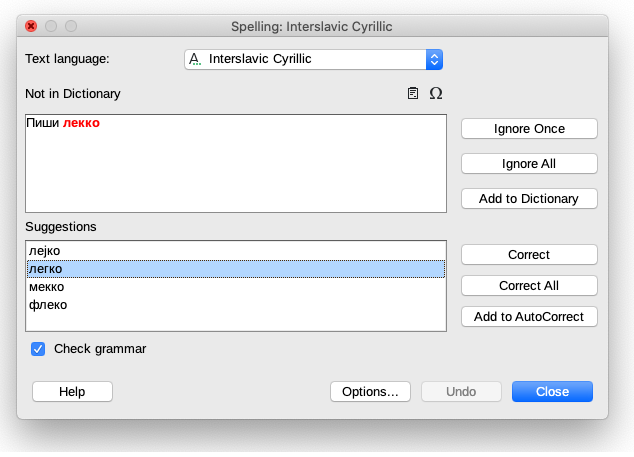 Spelling: Interslavic Cyrillic
Text language:
Interslavic Cyrillic
Not in Dictionary
Пиши лекко
Ignore Once
Ignore All
Add to Dictionary
Suggestions
лејко
легко
мекко
флеко
Correct
Correct All
Add to AutoCorrect
Check grammar
Help
Options...
Undo
Close